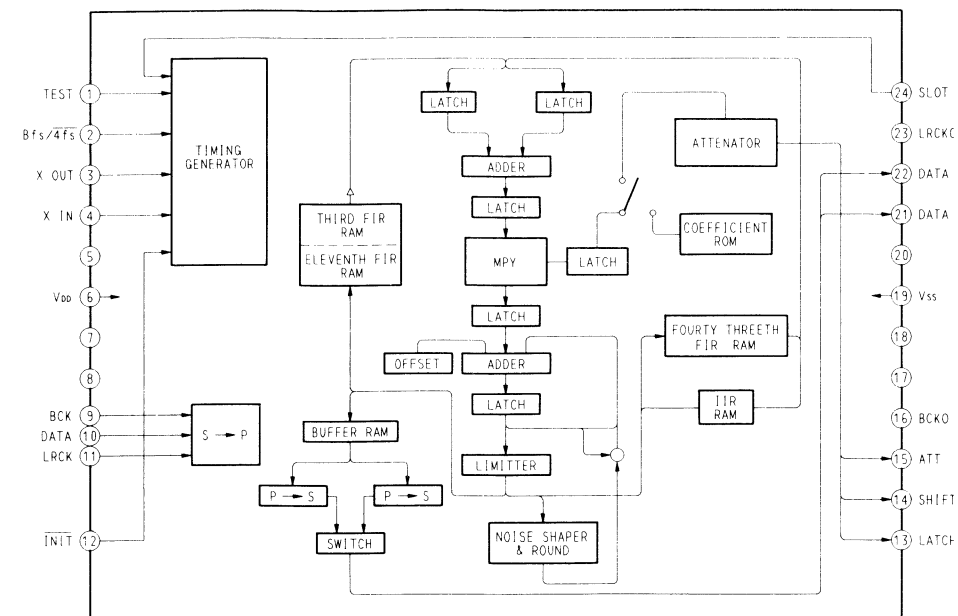 TEST 1
Bfs/4fs 2
X OUT 3
X IN 4
5
VDD 6
7
8
BCK 9
DATA 10
LRCK 11
INIT 12
TIMING
GENERATOR
S → P
THIRD FIR
RAM
ELEVENTH FIR
RAM
BUFFER RAM
P → S
P → S
SWITCH
LATCH
LATCH
ADDER
LATCH
MPY
LATCH
LATCH
OFFSET
ADDER
LATCH
LIMITTER
NOISE SHAPER
& ROUND
ATTENATOR
COEFFICIENT
ROM
FOURTY THREETH
FIR RAM
IIR
RAM
24 SLOT
23 LRCKO
22 DATA
21 DATA
20
19 Vss
18
17
16 BCKO
15 ATT
14 SHIFT
13 LATCH